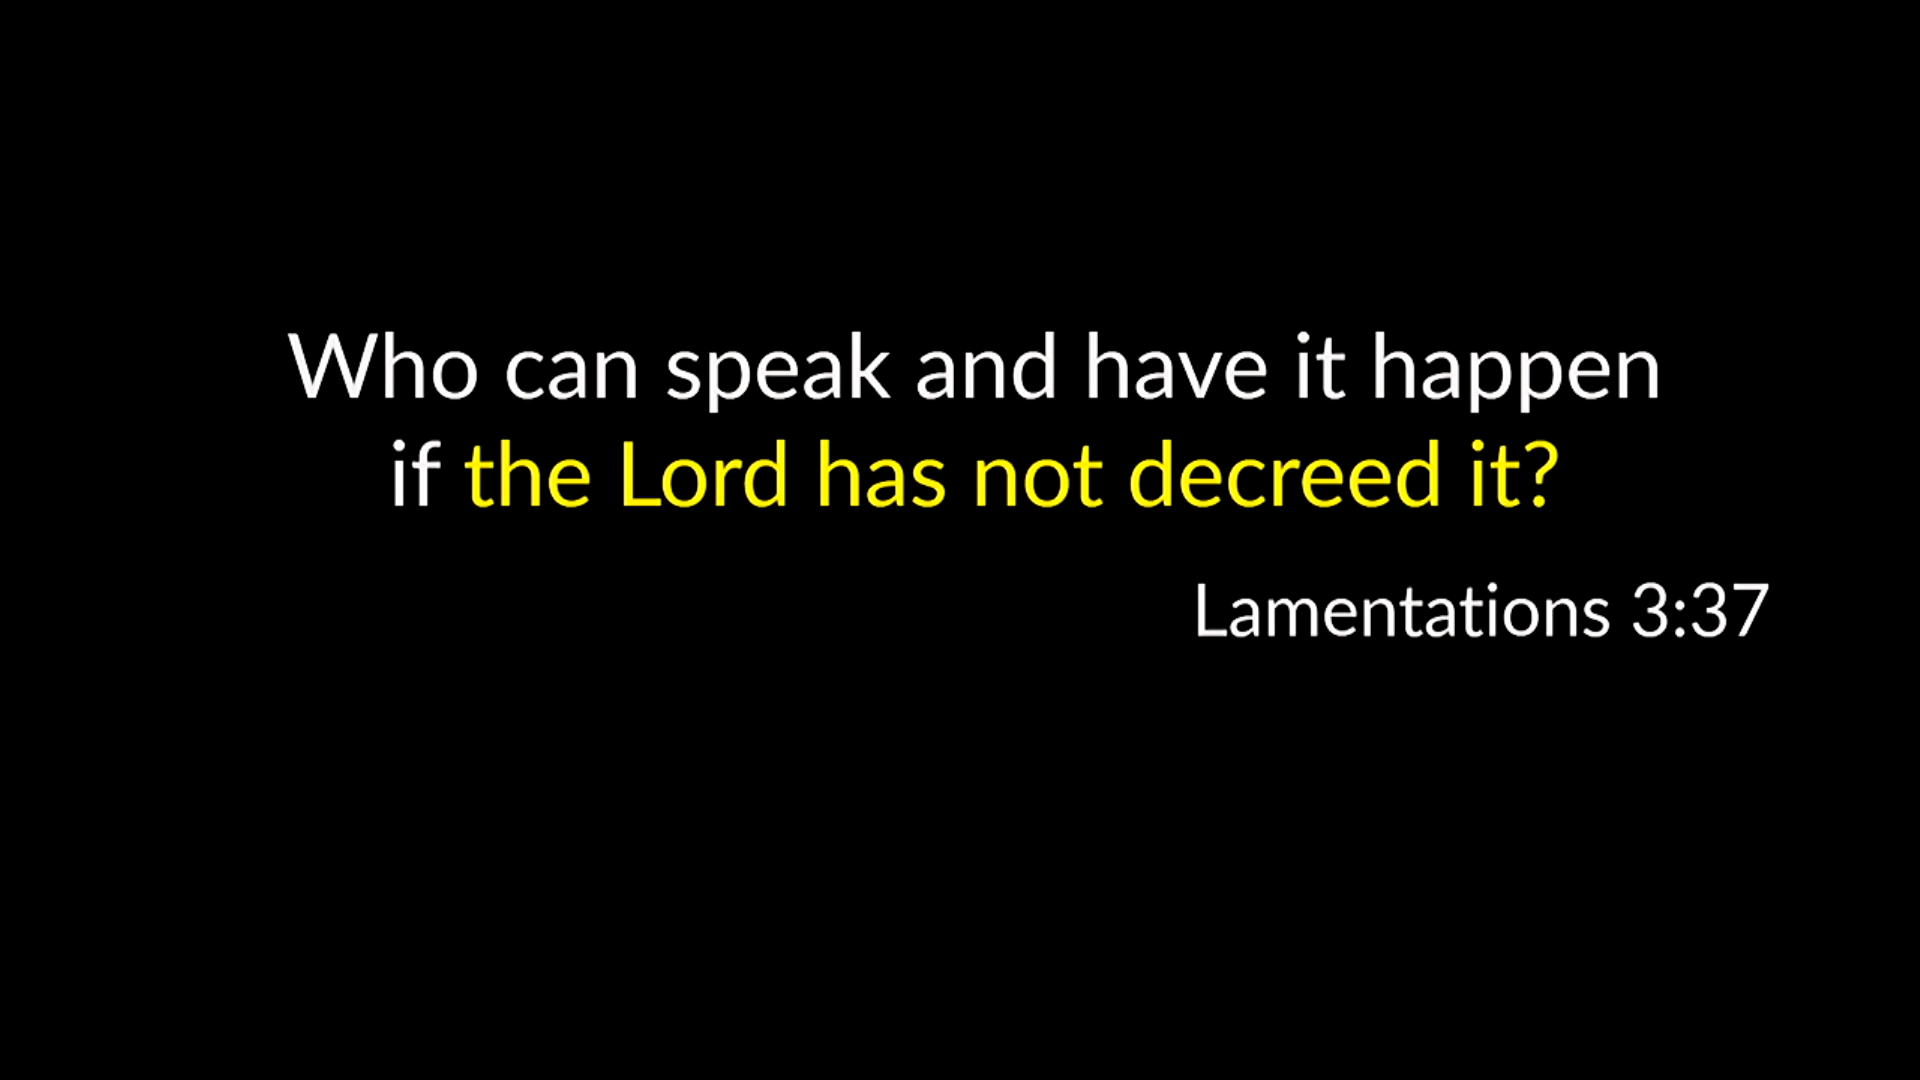 Who can speak and have it happen
if the Lord has not decreed it?
Lamentations 3:37